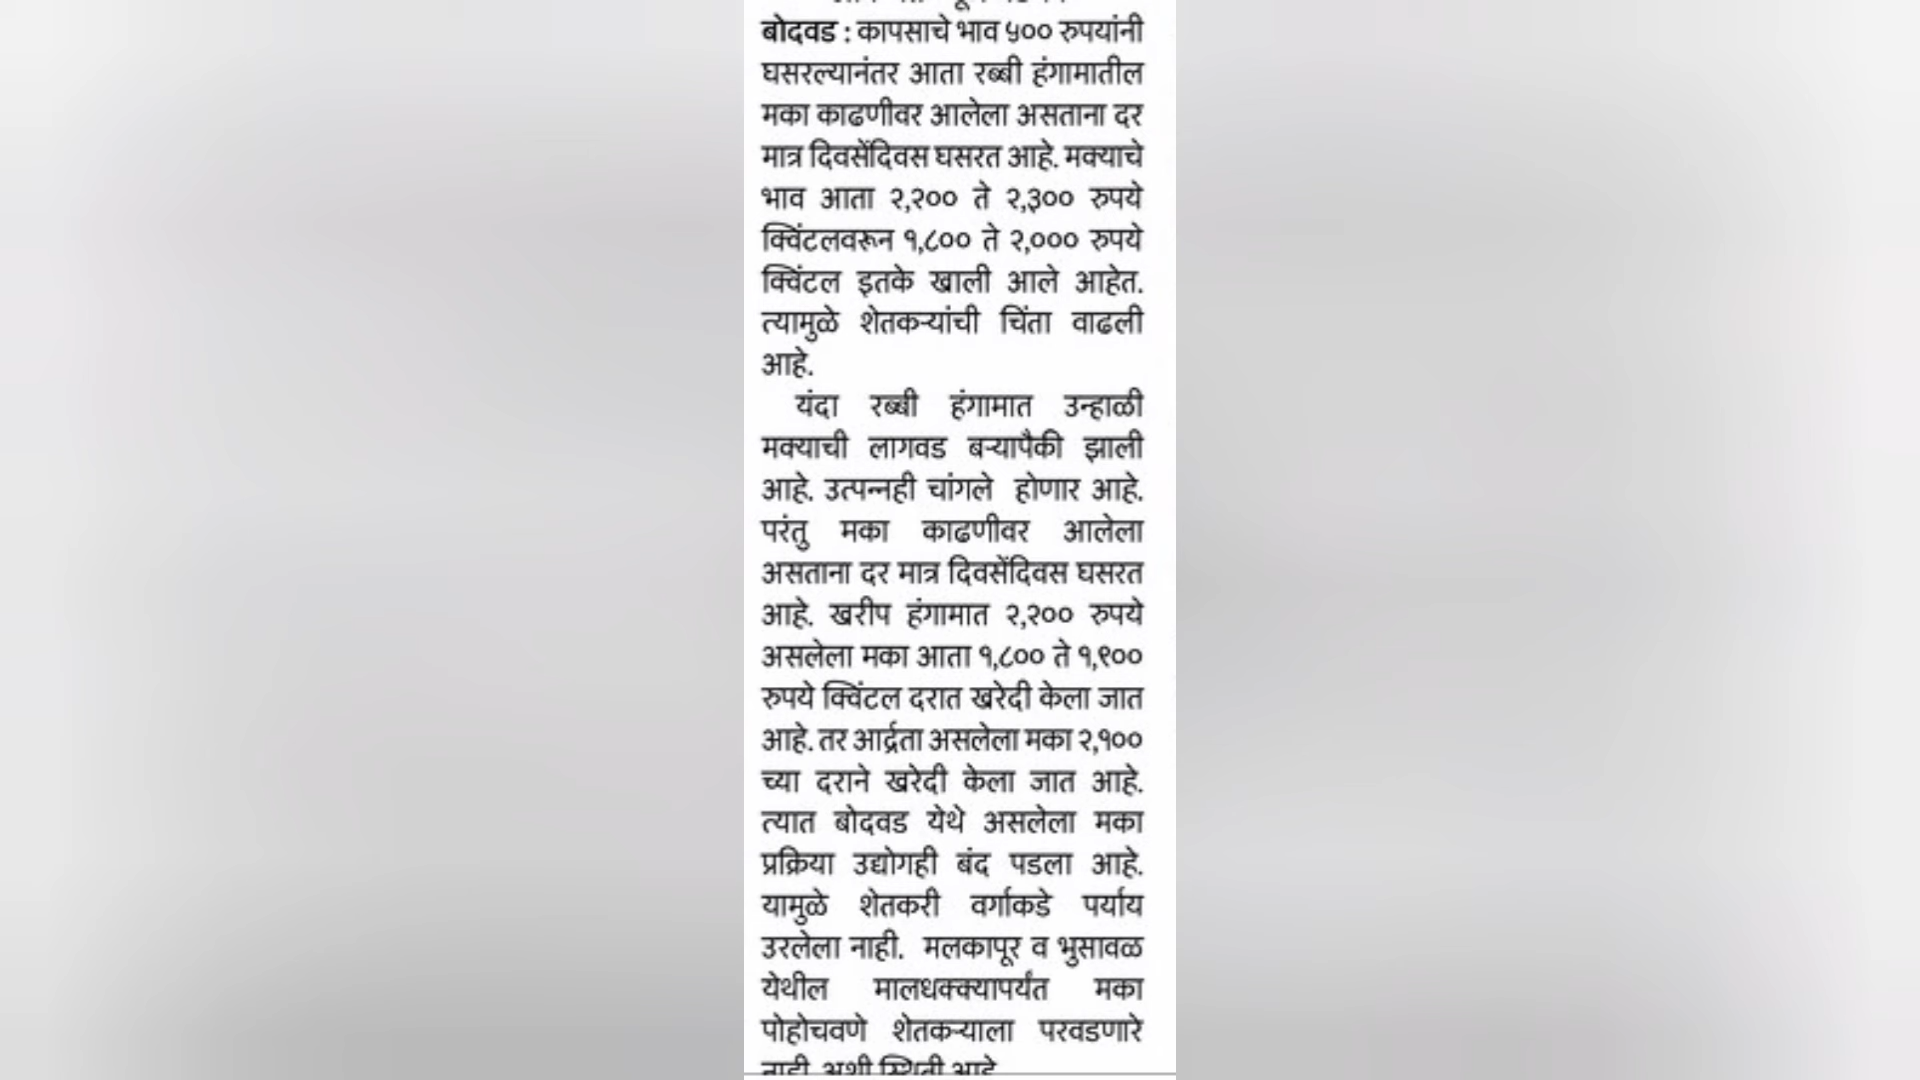 बोदवड : कापसाचे भाव ५०० रुपयांनी
घसरल्यानंतर आता रब्बी हंगामातील
मका काढणीवर आलेला असताना दर
मात्र दिवसेंदिवस घसरत आहे. मक्याचे
भाव आता २,२०० ते २,३०० रुपये
क्विंटलवरून १,८०० ते २,००० रुपये
क्विंटल इतके खाली आले आहेत.
त्यामुळे शेतकऱ्यांची चिंता वाढली
आहे.
यंदा रब्बी हंगामात उन्हाळी
मक्याची लागवड बऱ्यापैकी झाली
आहे. उत्पन्नही चांगले होणार आहे.
परंतु मका काढणीवर आलेला
असताना दर मात्र दिवसेंदिवस घसरत
आहे. खरीप हंगामात २,२०० रुपये
असलेला मका आता १,८०० ते १,९००
रुपये क्विंटल दरात खरेदी केला जात
आहे. तर आर्द्रता असलेला मका २,१००
च्या दराने खरेदी केला जात आहे.
त्यात बोदवड येथे असलेला मका
प्रक्रिया उद्योगही बंद पडला आहे.
यामुळे शेतकरी वर्गाकडे पर्याय
उरलेला नाही. मलकापूर व भुसावळ
येथील मालधक्क्यापर्यंत मका
पोहोचवणे शेतकऱ्याला परवडणारे
नाही, अशी स्थिती आहे.